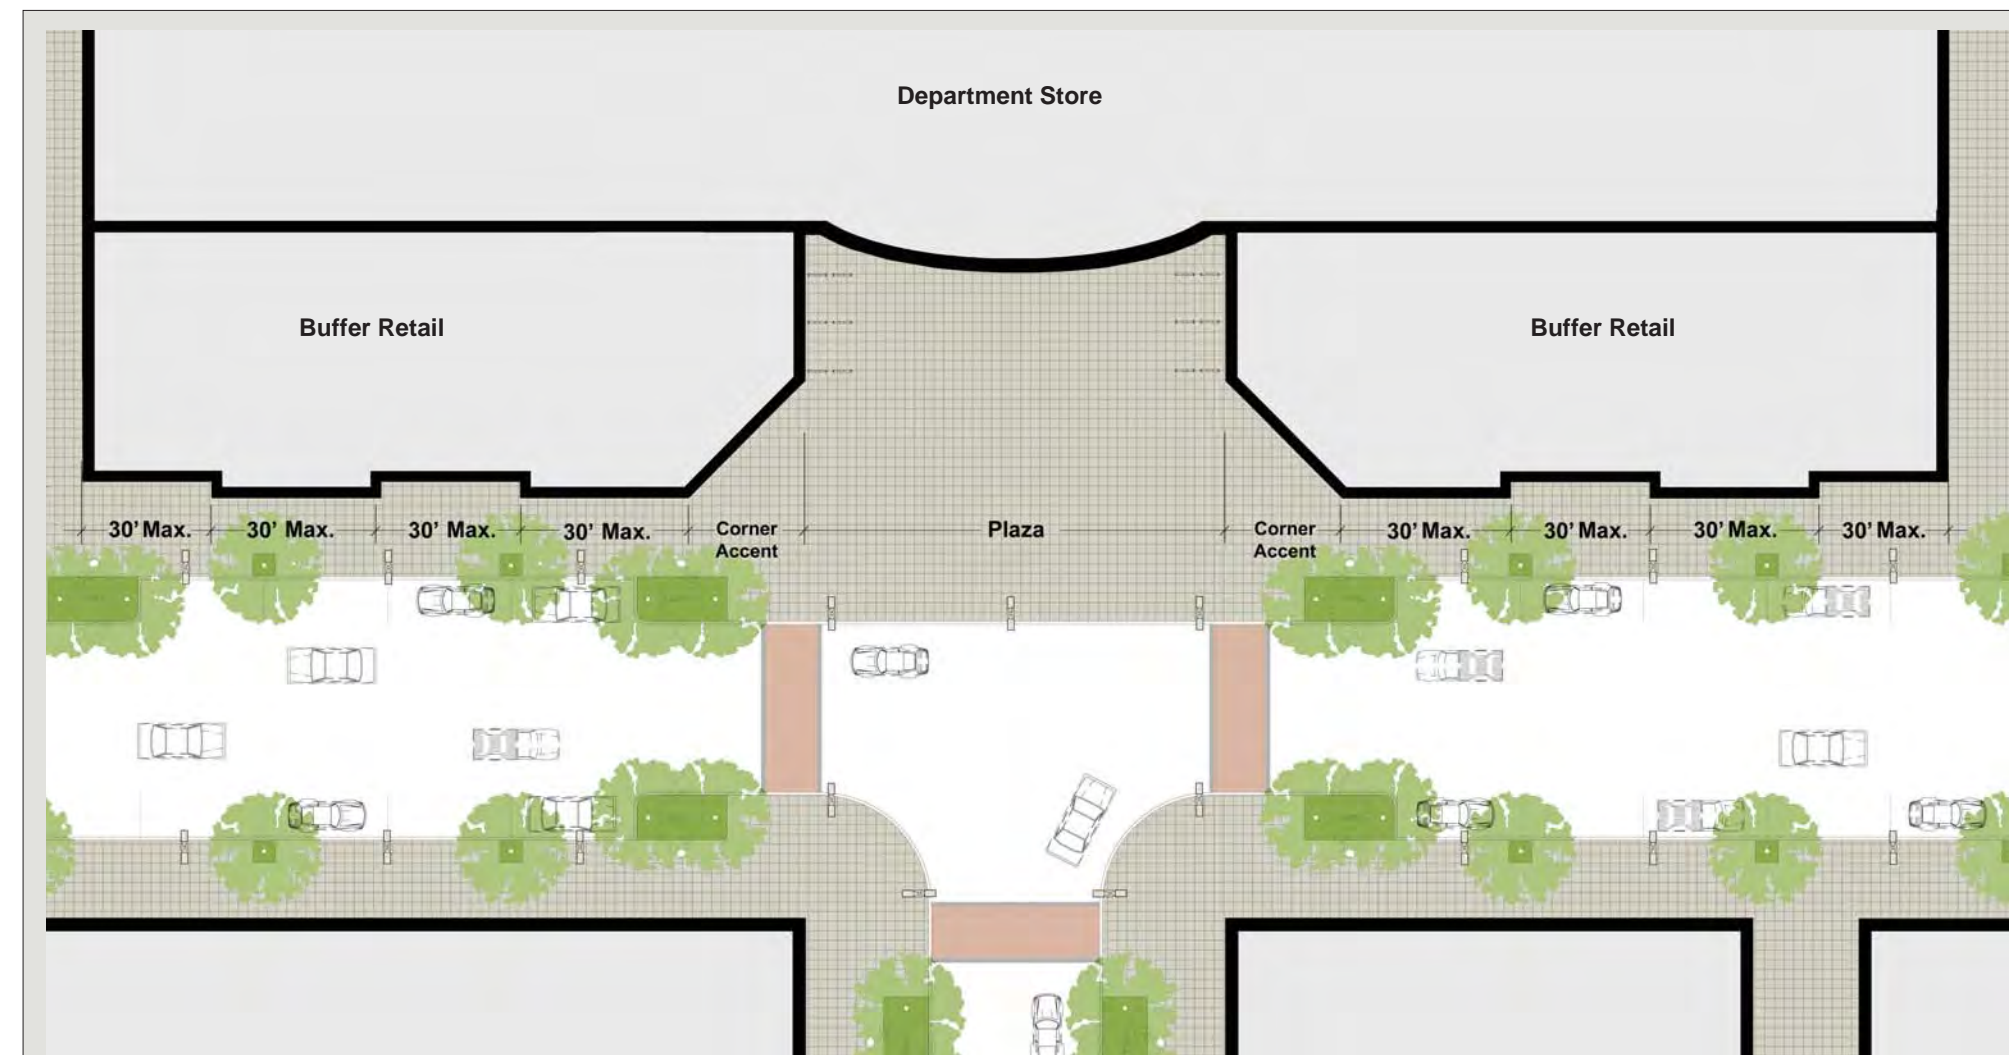 Department Store
Buffer Retail
Buffer Retail
30’ Max.
30’ Max.
30’ Max.
30’ Max.
Corner
Accent
Plaza
Corner
Accent
30’ Max.
30’ Max.
30’ Max.
30’ Max.